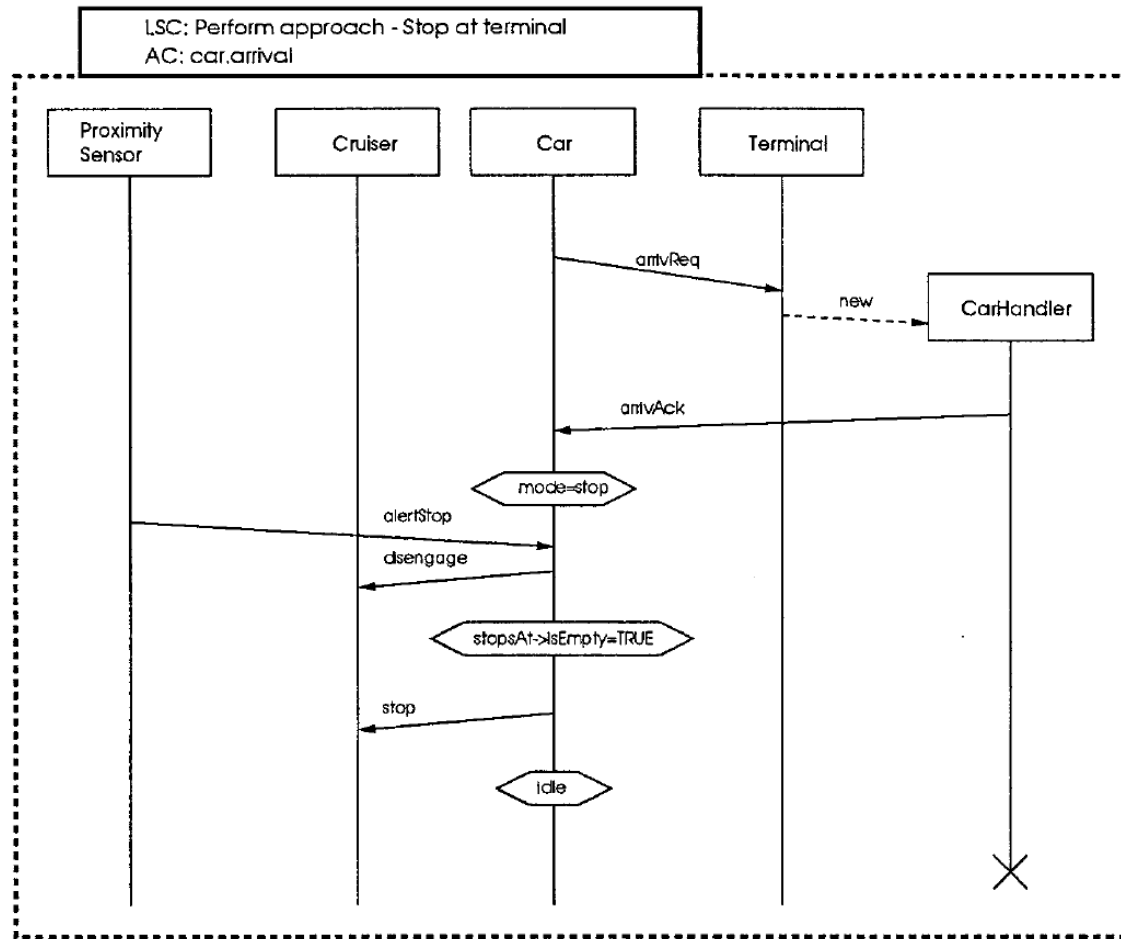 LSC: Perform approach - Stop at terminal
AC: car.arrival
Proximity
Sensor
Cruiser
Car
Terminal
arrivReq
new
CarHandler
arrivAck
mode=stop
alertStop
disengage
stopsAt->isEmpty=TRUE
stop
idle